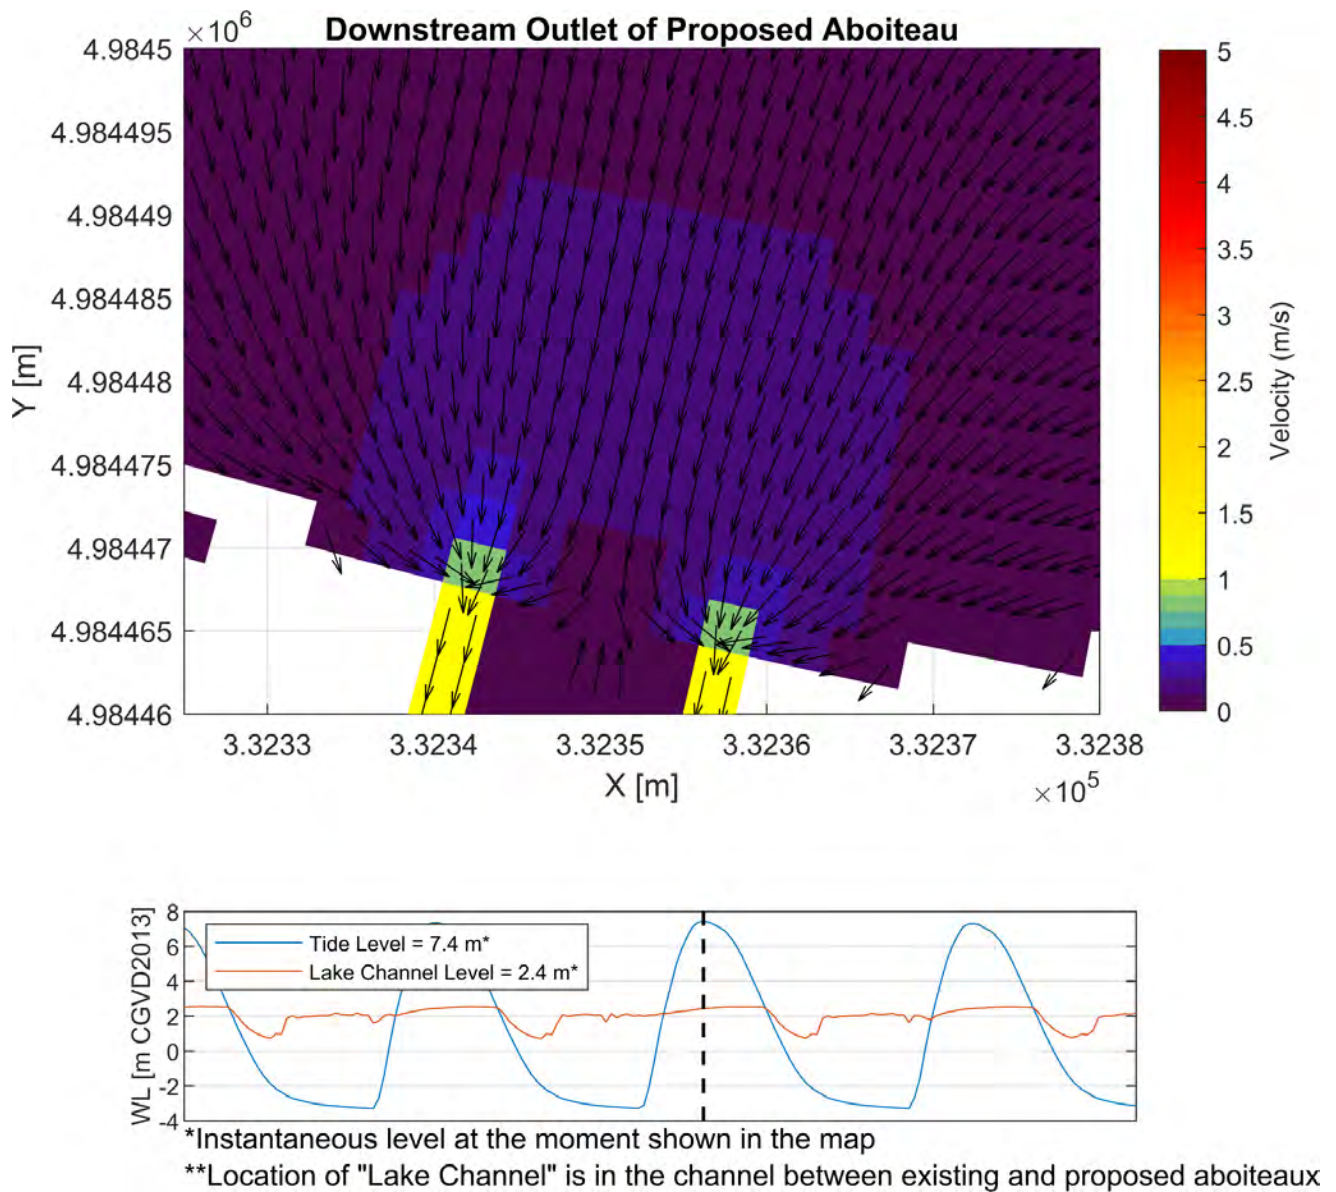 Downstream Outlet of Proposed Aboiteau
×10⁶
4.9845
4.984495
4.98449
4.984485
4.98448
4.984475
4.98447
4.984465
4.98446
Y [m]
3.3233 3.3234 3.3235 3.3236 3.3237 3.3238
X [m]
×10⁵
5
4.5
4
3.5
3
2.5
2
1.5
1
0.5
0
Velocity (m/s)
8
6
4
2
0
-2
-4
WL [m CGVD2013]
Tide Level = 7.4 m*
Lake Channel Level = 2.4 m*
*Instantaneous level at the moment shown in the map
**Location of "Lake Channel" is in the channel between existing and proposed aboiteaux